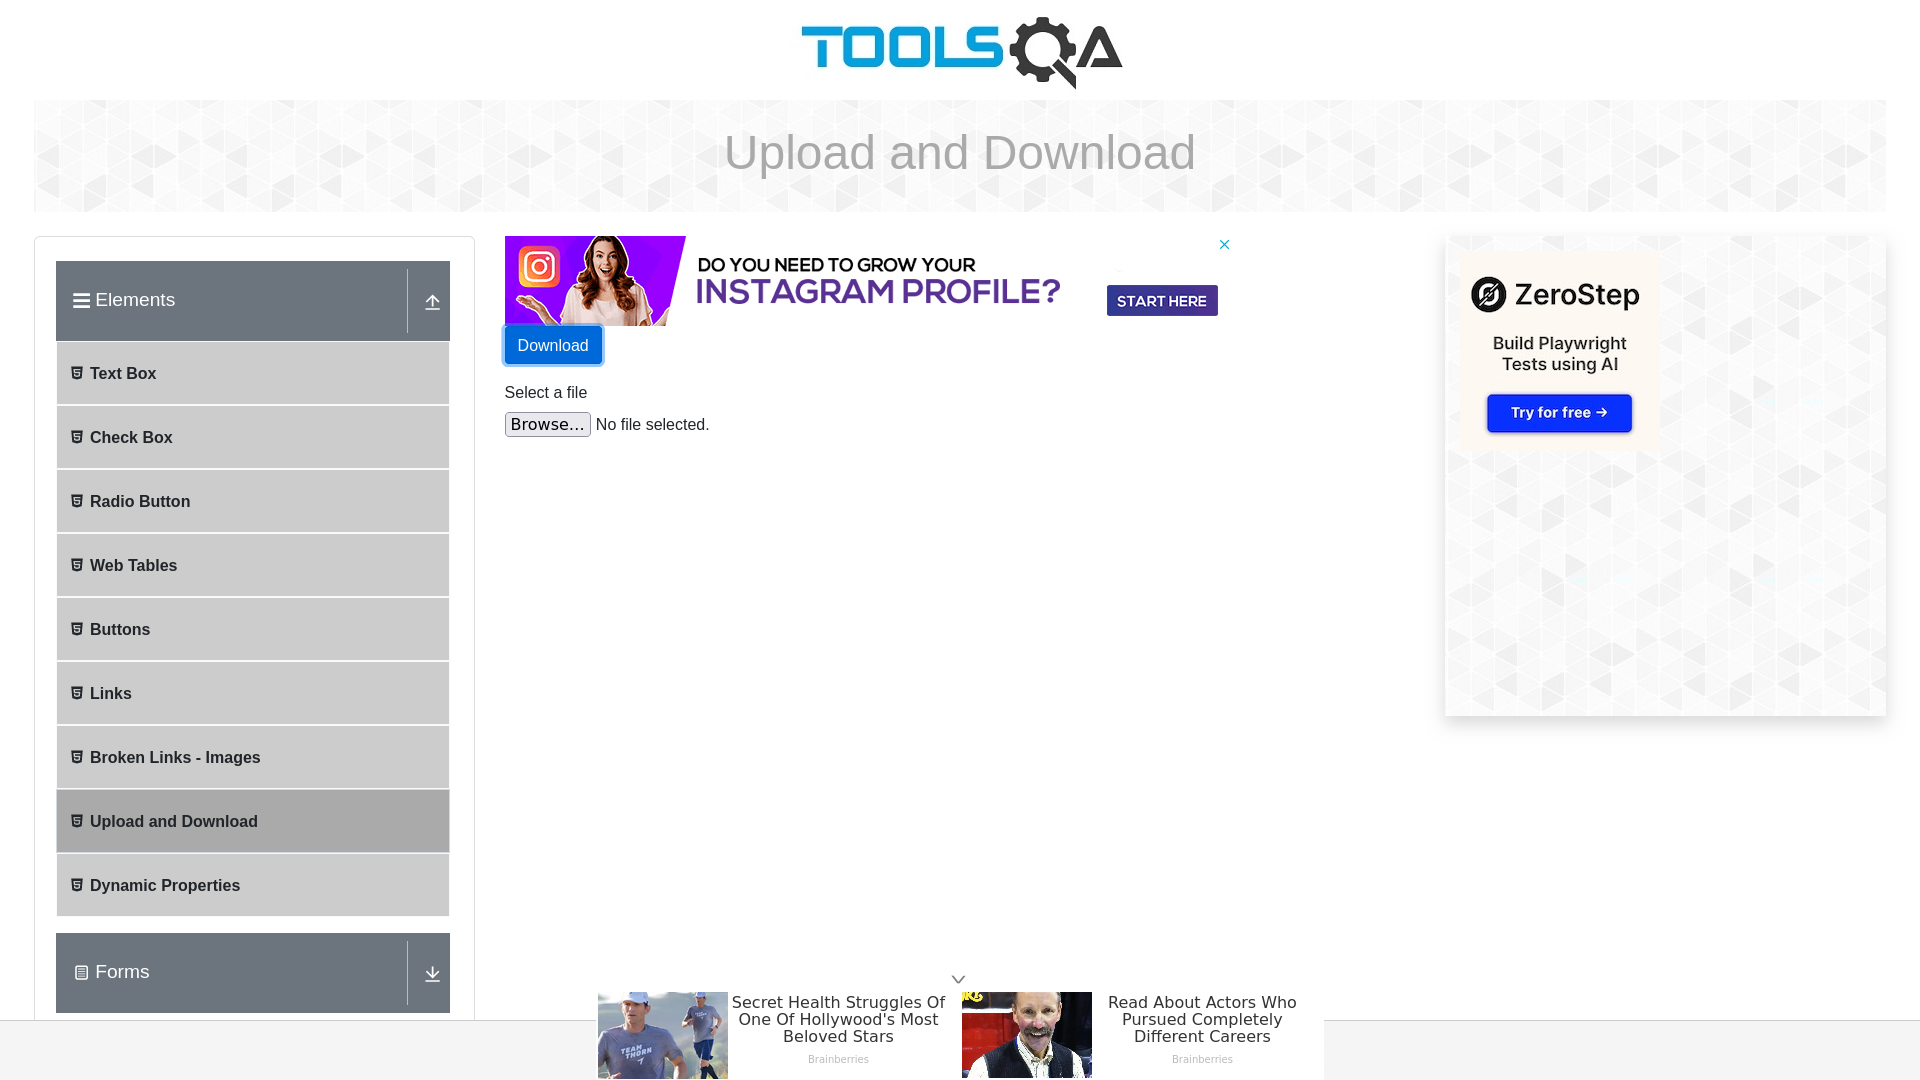 TOOLSQA
Upload and Download
Elements
Text Box
Check Box
Radio Button
Web Tables
Buttons
Links
Broken Links - Images
Upload and Download
Dynamic Properties
Forms
DO YOU NEED TO GROW YOUR
INSTAGRAM PROFILE?
START HERE
Download
Select a file
Browse... No file selected.
ZeroStep
Build Playwright
Tests using AI
Try for free →
TEAM
THORN
Secret Health Struggles Of
One Of Hollywood's Most
Beloved Stars
Brainberries
Read About Actors Who
Pursued Completely
Different Careers
Brainberries